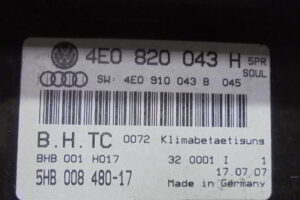 4E0 820 043 H 5PR
SOUL
SW: 4E0 910 043 B 045
B.H.TC 0072 Klimabetaetisung
BHB 001 H017 32 0001 I 1
5HB 008 480-17 17.07.07
Made in Germany